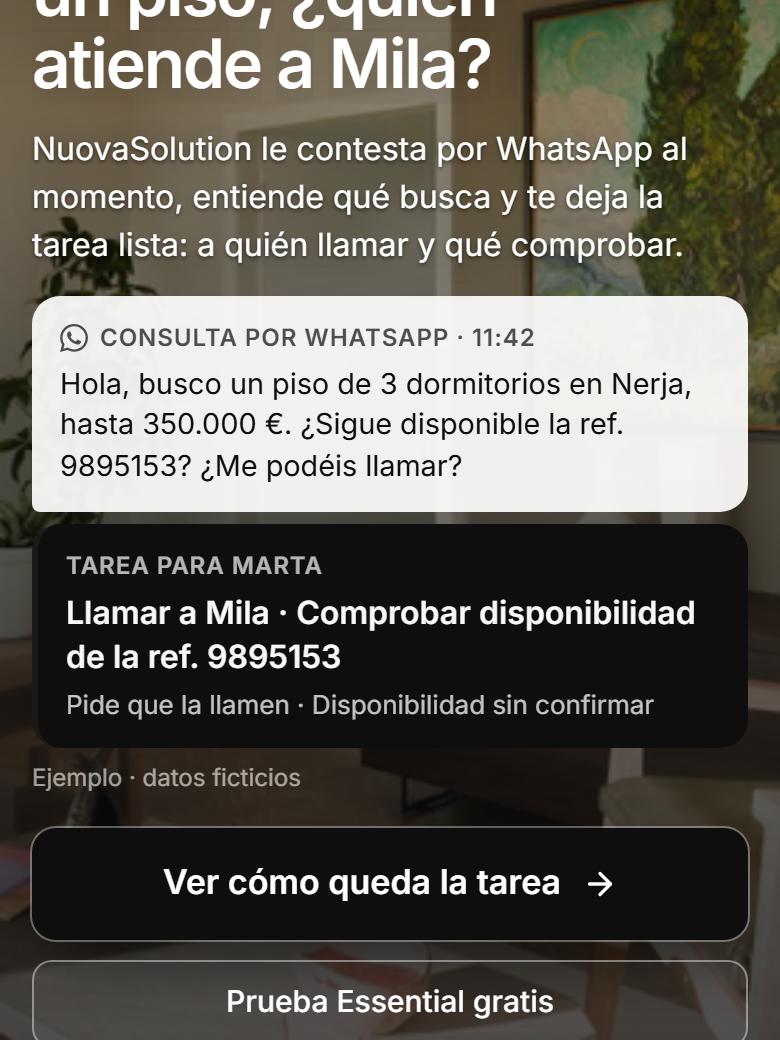 un piso, ¿quién
atiende a Mila?
NuovaSolution le contesta por WhatsApp al
momento, entiende qué busca y te deja la
tarea lista: a quién llamar y qué comprobar.
CONSULTA POR WHATSAPP · 11:42
Hola, busco un piso de 3 dormitorios en Nerja,
hasta 350.000 €. ¿Sigue disponible la ref.
9895153? ¿Me podéis llamar?
TAREA PARA MARTA
Llamar a Mila · Comprobar disponibilidad
de la ref. 9895153
Pide que la llamen · Disponibilidad sin confirmar
Ejemplo · datos ficticios
Ver cómo queda la tarea →
Prueba Essential gratis